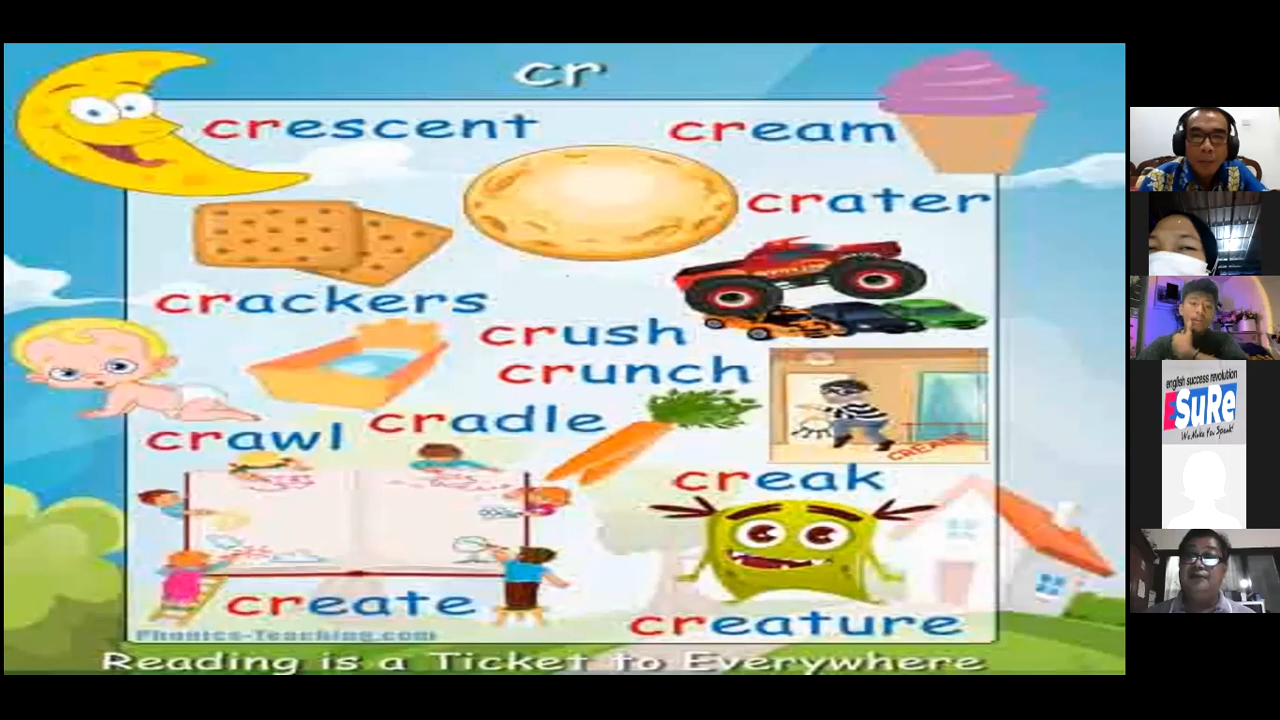 cr
crescent
cream
crater
crackers
crush
crunch
cradle
crawl
CREAK
creak
create
creature
Phonics-Teaching.com
Reading is a Ticket to Everywhere
english success revolution
ESuRe
We Make You Speak!